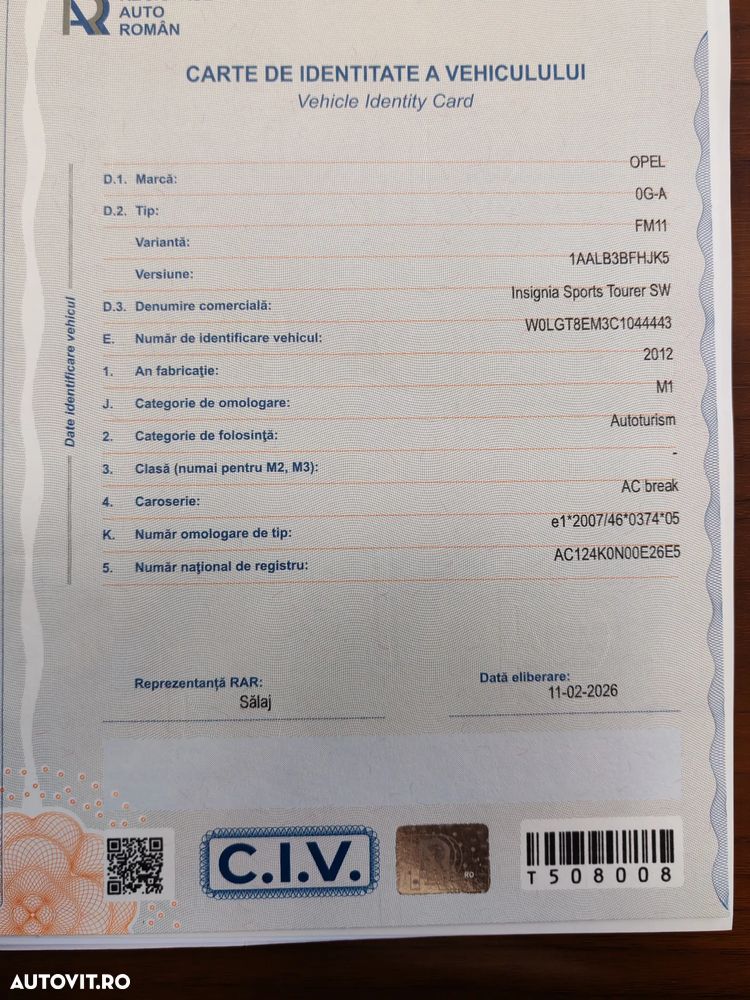 AUTO
ROMÂN
CARTE DE IDENTITATE A VEHICULULUI
Vehicle Identity Card
Date identificare vehicul
D.1. Marcă: OPEL
D.2. Tip: 0G-A
Variantă: FM11
Versiune: 1AALB3BFHJK5
D.3. Denumire comercială: Insignia Sports Tourer SW
E. Număr de identificare vehicul: W0LGT8EM3C1044443
1. An fabricaţie: 2012
J. Categorie de omologare: M1
2. Categorie de folosinţă: Autoturism
3. Clasă (numai pentru M2, M3): -
4. Caroserie: AC break
K. Număr omologare de tip: e1*2007/46*0374*05
5. Număr naţional de registru: AC124K0N00E26E5
Reprezentanţă RAR: Sălaj
Dată eliberare: 11-02-2026
C.I.V.
RO
T508008
AUTOVIT.RO